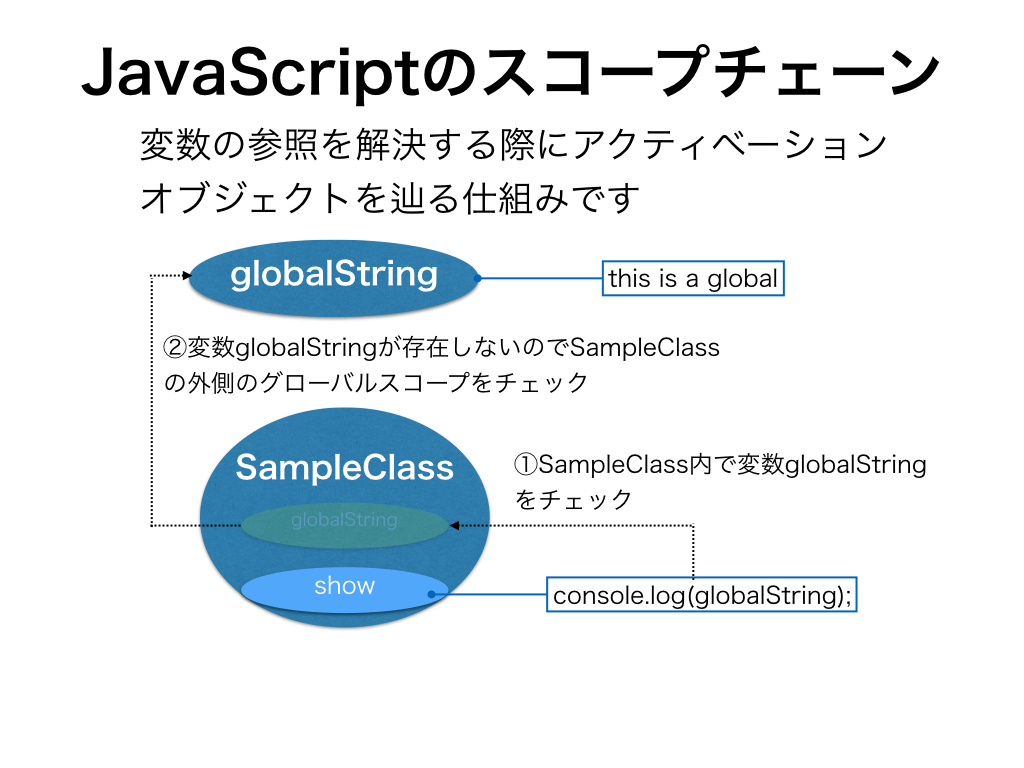 JavaScriptのスコープチェーン
変数の参照を解決する際にアクティベーション
オブジェクトを辿る仕組みです
globalString
this is a global
②変数globalStringが存在しないのでSampleClass
の外側のグローバルスコープをチェック
SampleClass
①SampleClass内で変数globalString
をチェック
globalString
show
console.log(globalString);